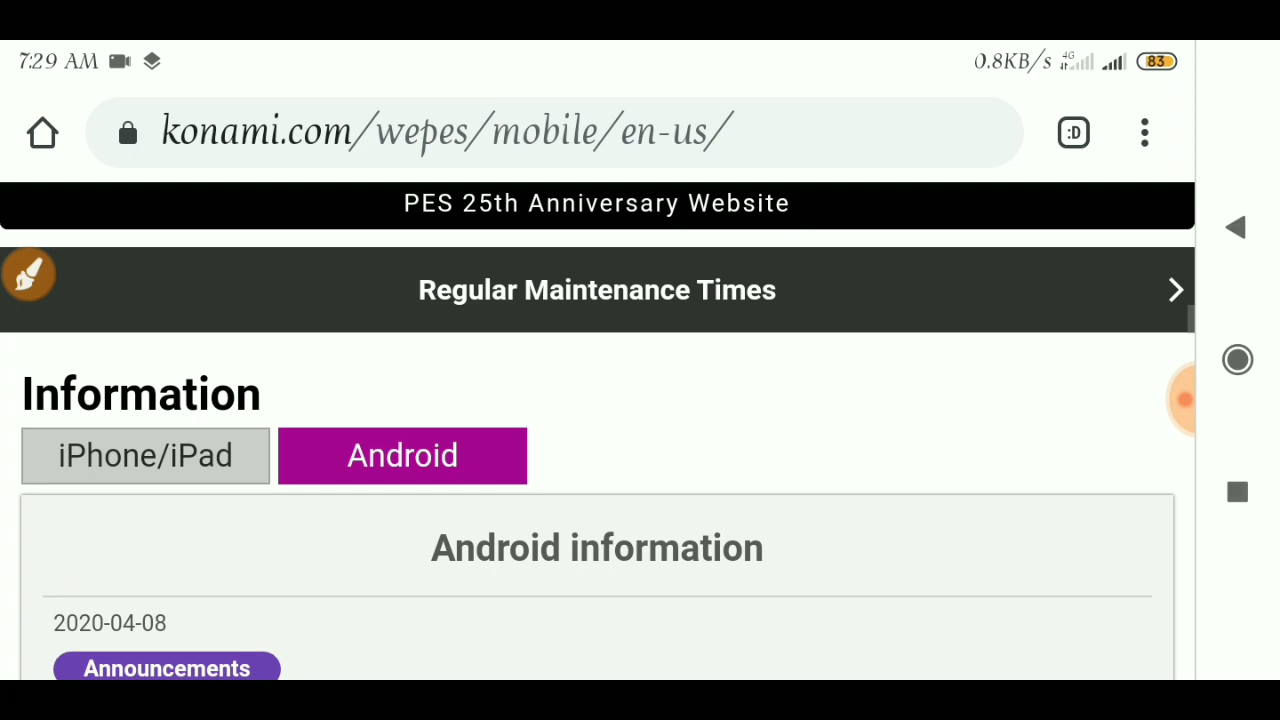 7:29 AM 0.8KB/s 4G 83
konami.com/wepes/mobile/en-us/ :D
PES 25th Anniversary Website
Regular Maintenance Times
Information
iPhone/iPad Android
Android information
2020-04-08
Announcements